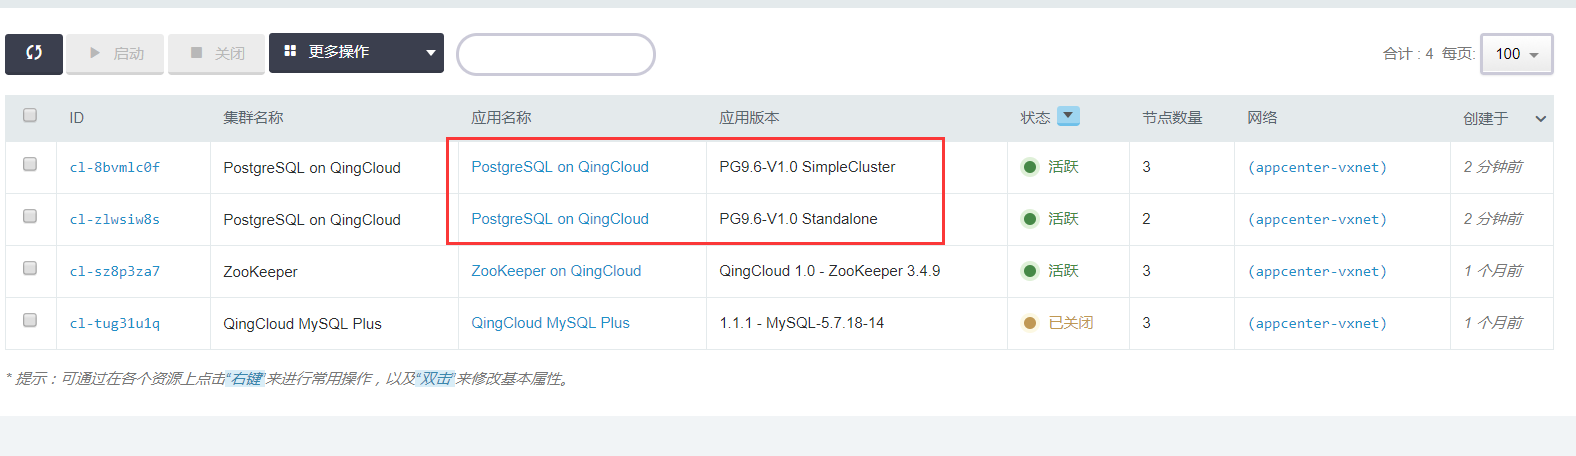 启动 关闭 更多操作 合计 : 4 每页: 100
ID 集群名称 应用名称 应用版本 状态 节点数量 网络 创建于
cl-8bvmlc0f PostgreSQL on QingCloud PostgreSQL on QingCloud PG9.6-V1.0 SimpleCluster 活跃 3 (appcenter-vxnet) 2 分钟前
cl-zlwsiw8s PostgreSQL on QingCloud PostgreSQL on QingCloud PG9.6-V1.0 Standalone 活跃 2 (appcenter-vxnet) 2 分钟前
cl-sz8p3za7 ZooKeeper ZooKeeper on QingCloud QingCloud 1.0 - ZooKeeper 3.4.9 活跃 3 (appcenter-vxnet) 1 个月前
cl-tug31u1q QingCloud MySQL Plus QingCloud MySQL Plus 1.1.1 - MySQL-5.7.18-14 已关闭 3 (appcenter-vxnet) 1 个月前
* 提示：可通过在各个资源上点击“右键”来进行常用操作，以及“双击”来修改基本属性。